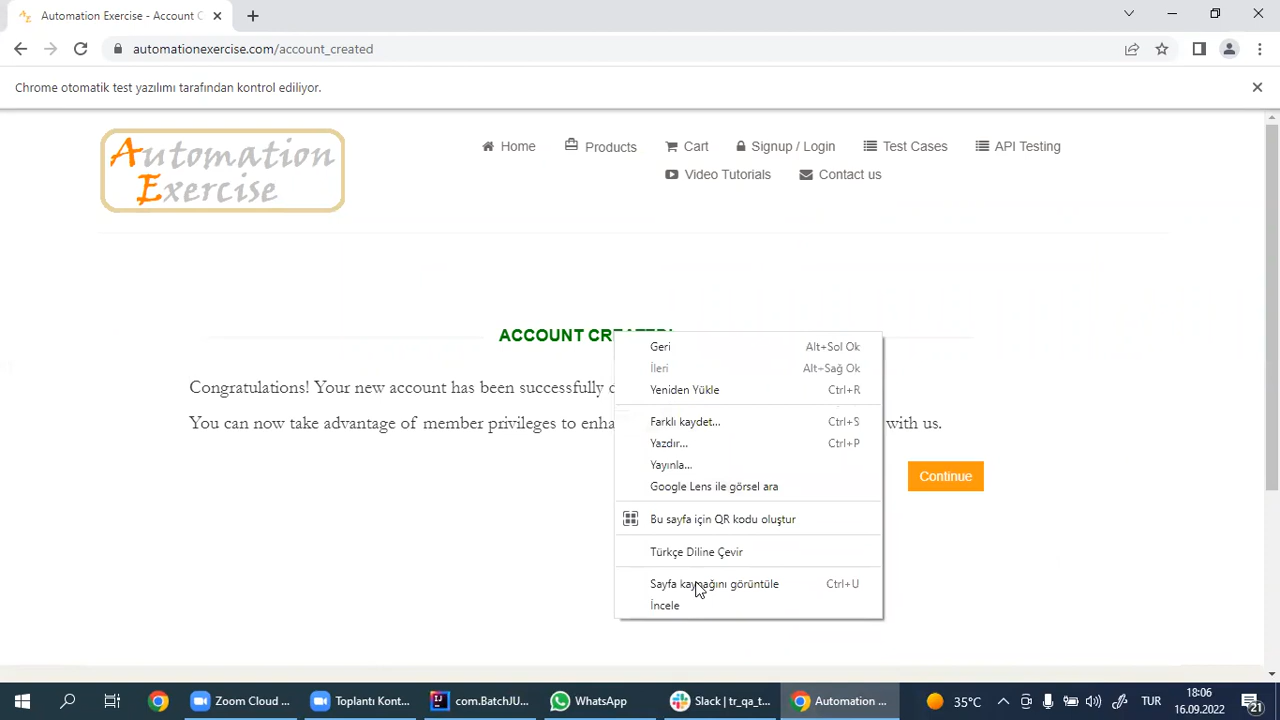 Automation Exercise - Account C
automationexercise.com/account_created
Chrome otomatik test yazılımı tarafından kontrol ediliyor.
Automation
Exercise
Home
Products
Cart
Signup / Login
Test Cases
API Testing
Video Tutorials
Contact us
ACCOUNT CREATED!
Congratulations! Your new account has been successfully
You can now take advantage of member privileges to enha
with us.
Continue
Geri Alt+Sol Ok
İleri Alt+Sağ Ok
Yeniden Yükle Ctrl+R
Farklı kaydet... Ctrl+S
Yazdır... Ctrl+P
Yayınla...
Google Lens ile görsel ara
Bu sayfa için QR kodu oluştur
Türkçe Diline Çevir
Sayfa kaynağını görüntüle Ctrl+U
İncele
Zoom Cloud ...
Toplantı Kont...
com.BatchJU...
WhatsApp
Slack | tr_qa_t...
Automation ...
35°C
TUR
18:06
16.09.2022
21